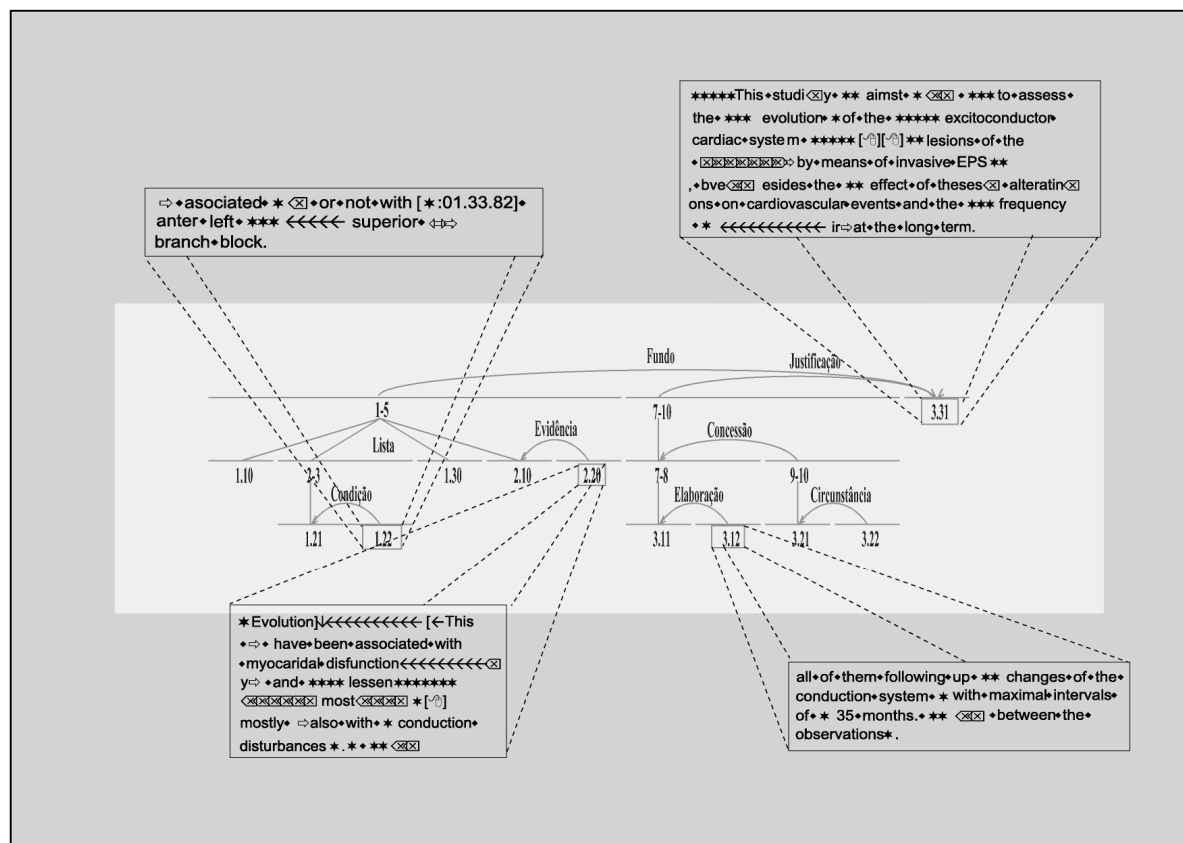 ✶✶✶✶✶This⬥studi⌫y⬥ ✶✶ aimst⬥ ✶ ⌫⌫ ⬥ ✶✶✶⬥to⬥assess⬥
the⬥ ✶✶✶ evolution⬥ ✶of⬥the⬥ ✶✶✶✶✶ excitoconductor⬥
cardiac⬥system⬥ ✶✶✶✶✶ [🖰][🖰]✶✶ lesions⬥of⬥the
⬥⌫⌫⌫⌫⌫⌫⌫⇨by⬥means⬥of⬥invasive⬥EPS ✶✶
,⬥bve⌫⌫ esides⬥the⬥ ✶✶ effect⬥of⬥theses⌫⬥alteratin⌫
ons⬥on⬥cardiovascular⬥events⬥and⬥the⬥ ✶✶✶ frequency
⬥✶ ←←←←←←←←←←← ir⇨at⬥the⬥long⬥term.
⇨⬥asociated⬥ ✶ ⌫ ⬥or⬥not⬥with [✶:01.33.82]⬥
anter⬥left⬥ ✶✶✶ ←←←←← superior⬥ ⇦⇨⇨
branch⬥block.
Fundo
Justificação
1-5
7-10
3.31
Lista
Evidência
Concessão
1.10
2-3
1.30
2.10
2.20
7-8
9-10
Condição
Elaboração
Circunstância
1.21
1.22
3.11
3.12
3.21
3.22
✶Evolution]↓←←←←←←←←←← [←This
⬥⇨⬥ have⬥been⬥associated⬥with
⬥myocaridal⬥disfunction←←←←←←←←←⌫
y⇨ ⬥and⬥ ✶✶✶✶ lessen✶✶✶✶✶✶✶
⌫⌫⌫⌫⌫⌫ most⌫⌫⌫⌫ ✶[🖰]
mostly⬥ ⇨also⬥with⬥ ✶ conduction⬥
disturbances ✶.✶⬥ ✶✶ ⌫⌫
all⬥of⬥them⬥following⬥up⬥ ✶✶ changes⬥of⬥the
conduction⬥system⬥ ✶ with⬥maximal⬥intervals
of⬥ ✶ 35⬥months.⬥ ✶✶ ⌫⌫ ⬥between⬥the⬥
observations✶.